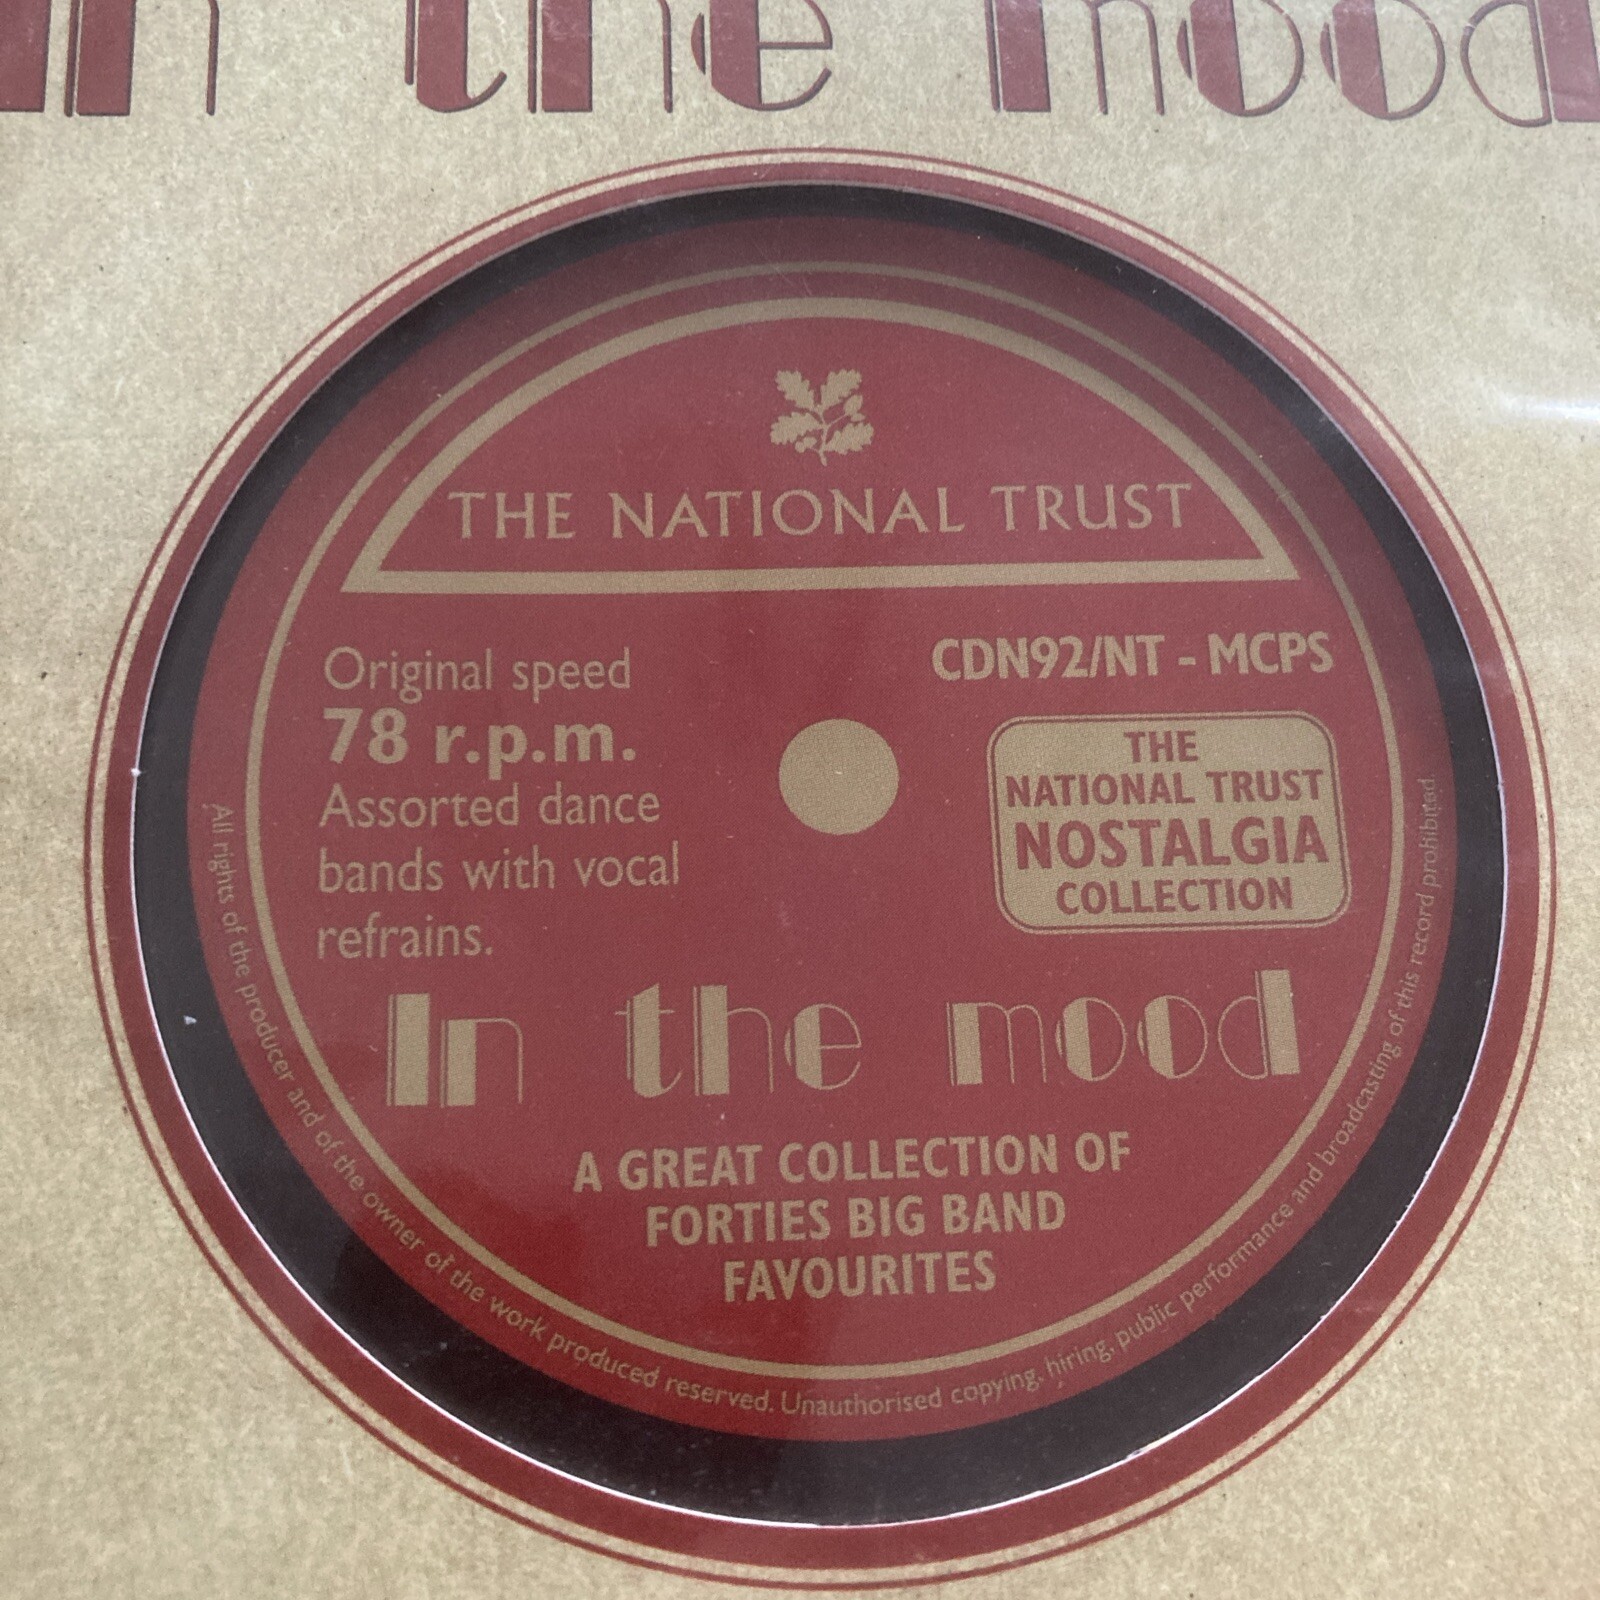 In the mood
THE NATIONAL TRUST
Original speed
78 r.p.m.
Assorted dance
bands with vocal
refrains.
CDN92/NT - MCPS
THE
NATIONAL TRUST
NOSTALGIA
COLLECTION
In the mood
A GREAT COLLECTION OF
FORTIES BIG BAND
FAVOURITES
All rights of the producer and of the owner of the work produced reserved. Unauthorised copying, hiring, public performance and broadcasting of this record prohibited.